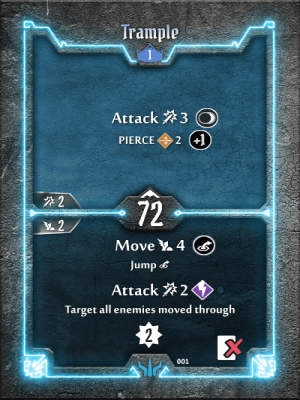 Trample
1
Attack 3
PIERCE 2 +1
2
72
2
Move 4
Jump
Attack 2
Target all enemies moved through
2
001